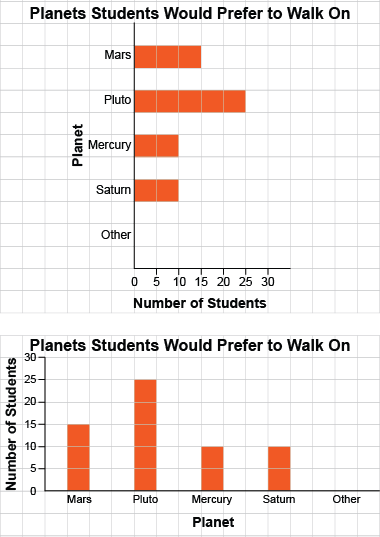 Planets Students Would Prefer to Walk On
Planet
Mars
Pluto
Mercury
Saturn
Other
0 5 10 15 20 25 30
Number of Students
Planets Students Would Prefer to Walk On
Number of Students
30
25
20
15
10
5
0
Mars Pluto Mercury Saturn Other
Planet